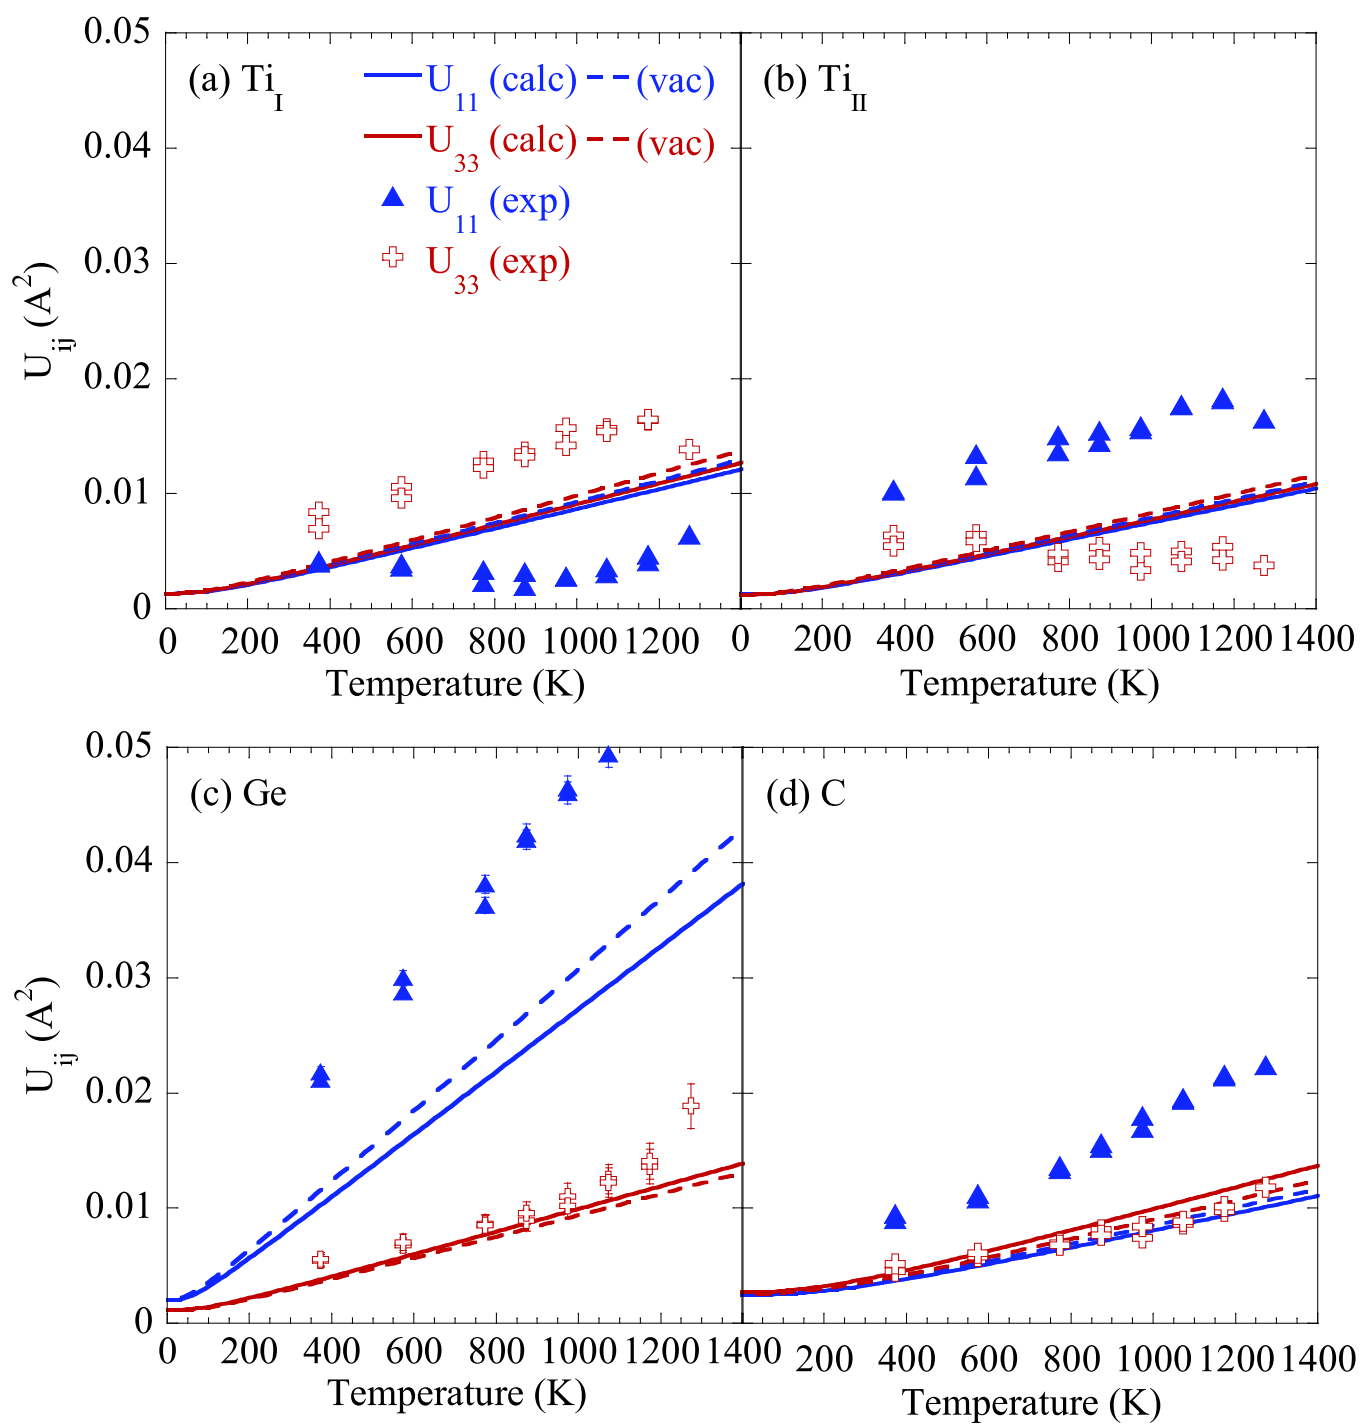 0.05
0.04
0.03
0.02
0.01
0
U_ij (A^2)
(a) Ti_I
U_11 (calc) (vac)
U_33 (calc) (vac)
U_11 (exp)
U_33 (exp)
0 200 400 600 800 1000 1200
Temperature (K)
(b) Ti_II
0 200 400 600 800 1000 1200 1400
Temperature (K)
0.05
0.04
0.03
0.02
0.01
0
U_ij (A^2)
(c) Ge
0 200 400 600 800 1000 1200 1400
Temperature (K)
(d) C
200 400 600 800 1000 1200 1400
Temperature (K)